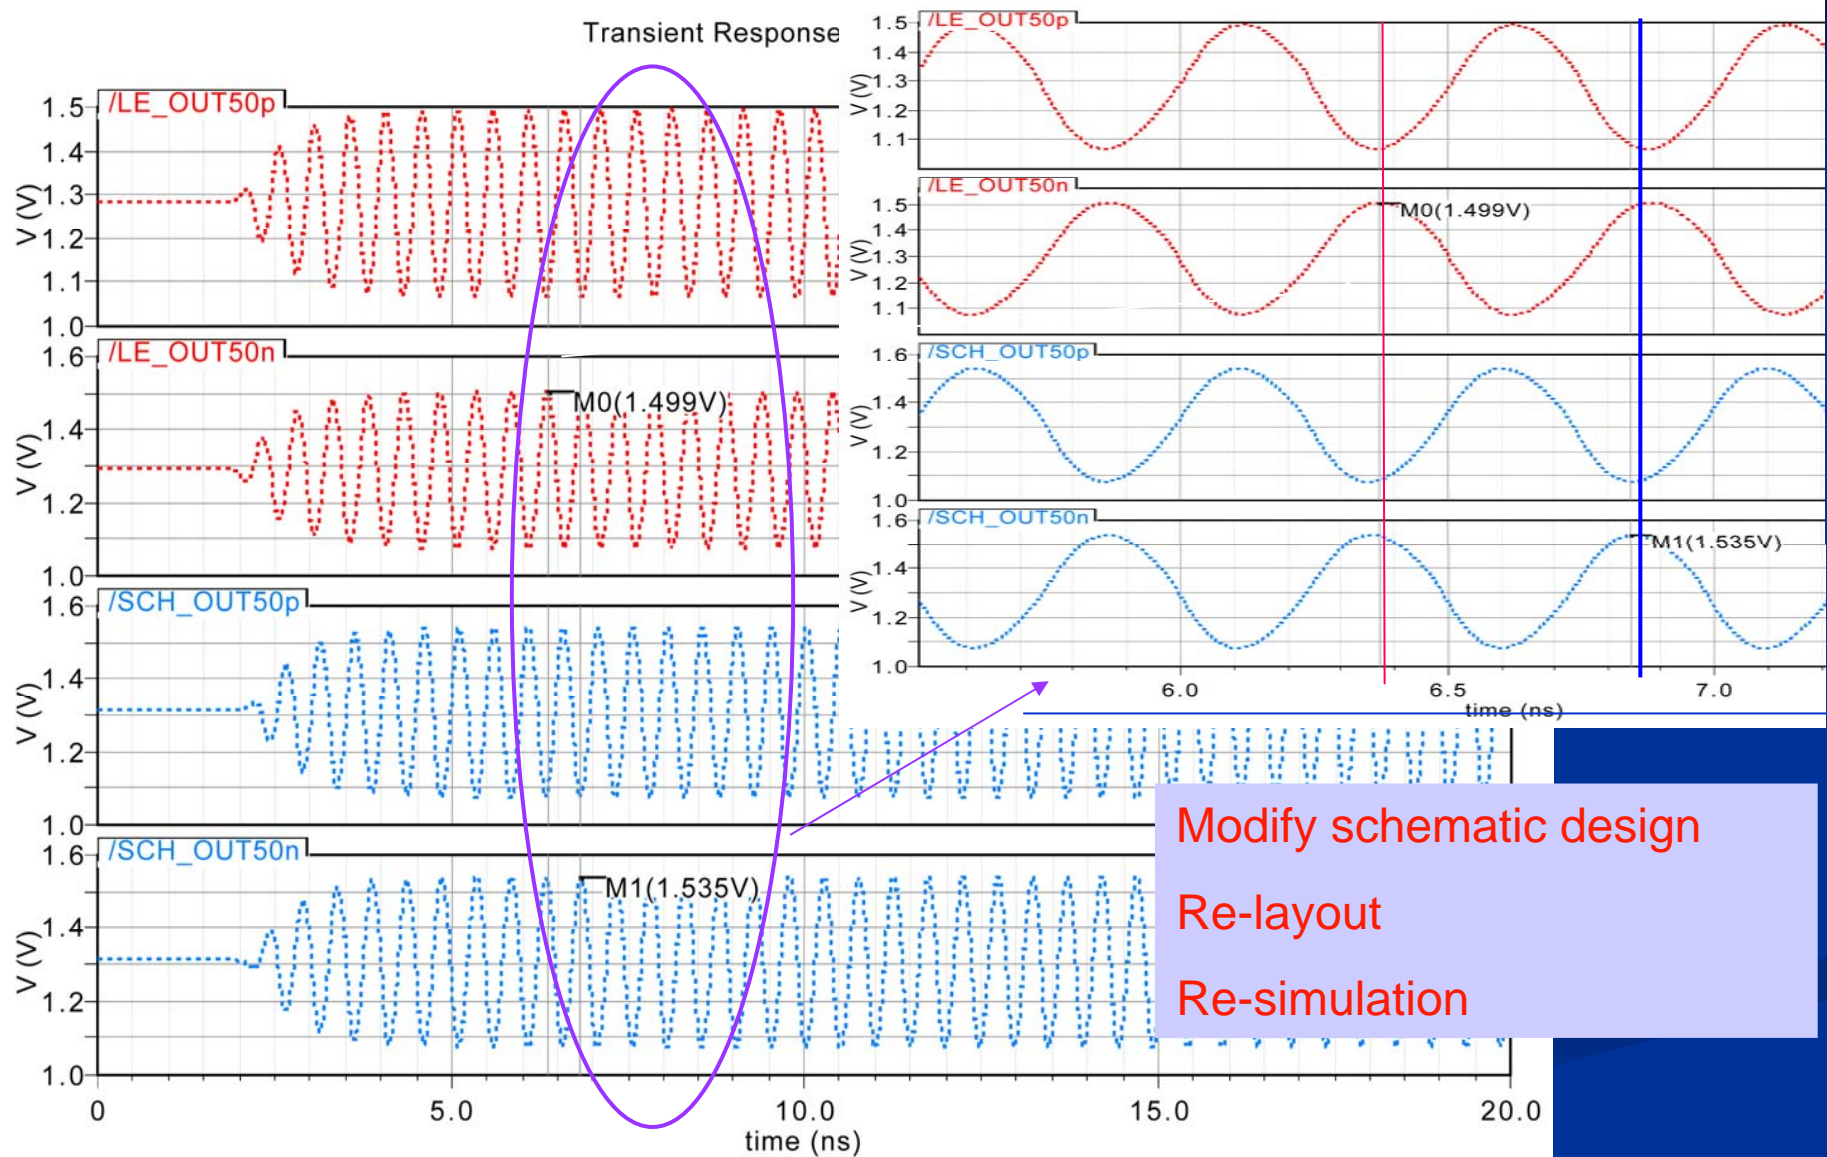 Transient Response
/LE_OUT50p
1.5
1.4
1.3
1.2
1.1
1.0
V (V)
/LE_OUT50n
1.6
1.4
1.2
1.0
V (V)
M0(1.499V)
/SCH_OUT50p
1.6
1.4
1.2
1.0
V (V)
/SCH_OUT50n
1.6
1.4
1.2
1.0
V (V)
M1(1.535V)
0
5.0
10.0
15.0
20.0
time (ns)
/LE_OUT50p
1.5
1.4
1.3
1.2
1.1
V (V)
/LE_OUT50n
1.5
1.4
1.3
1.2
1.1
V (V)
M0(1.499V)
/SCH_OUT50p
1.6
1.4
1.2
1.0
V (V)
/SCH_OUT50n
1.6
1.4
1.2
1.0
V (V)
M1(1.535V)
6.0
6.5
7.0
time (ns)
Modify schematic design
Re-layout
Re-simulation